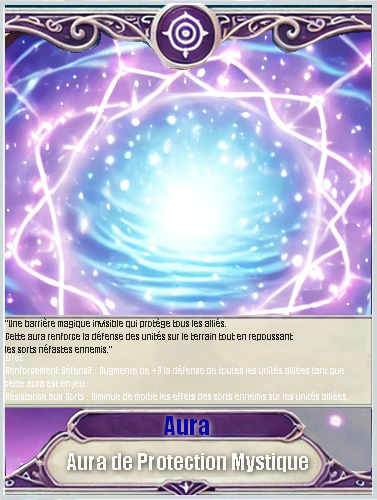 "Une barrière magique invisible qui protège tous les alliés.
Cette aura renforce la défense des unités sur le terrain tout en repoussant
les sorts néfastes ennemis."
Effet :
Renforcement Défensif : Augmente de +3 la défense de toutes les unités alliées tant que
cette aura est en jeu.
Résistance aux Sorts : Diminue de moitié les effets des sorts ennemis sur les unités alliées.
Aura
Aura de Protection Mystique